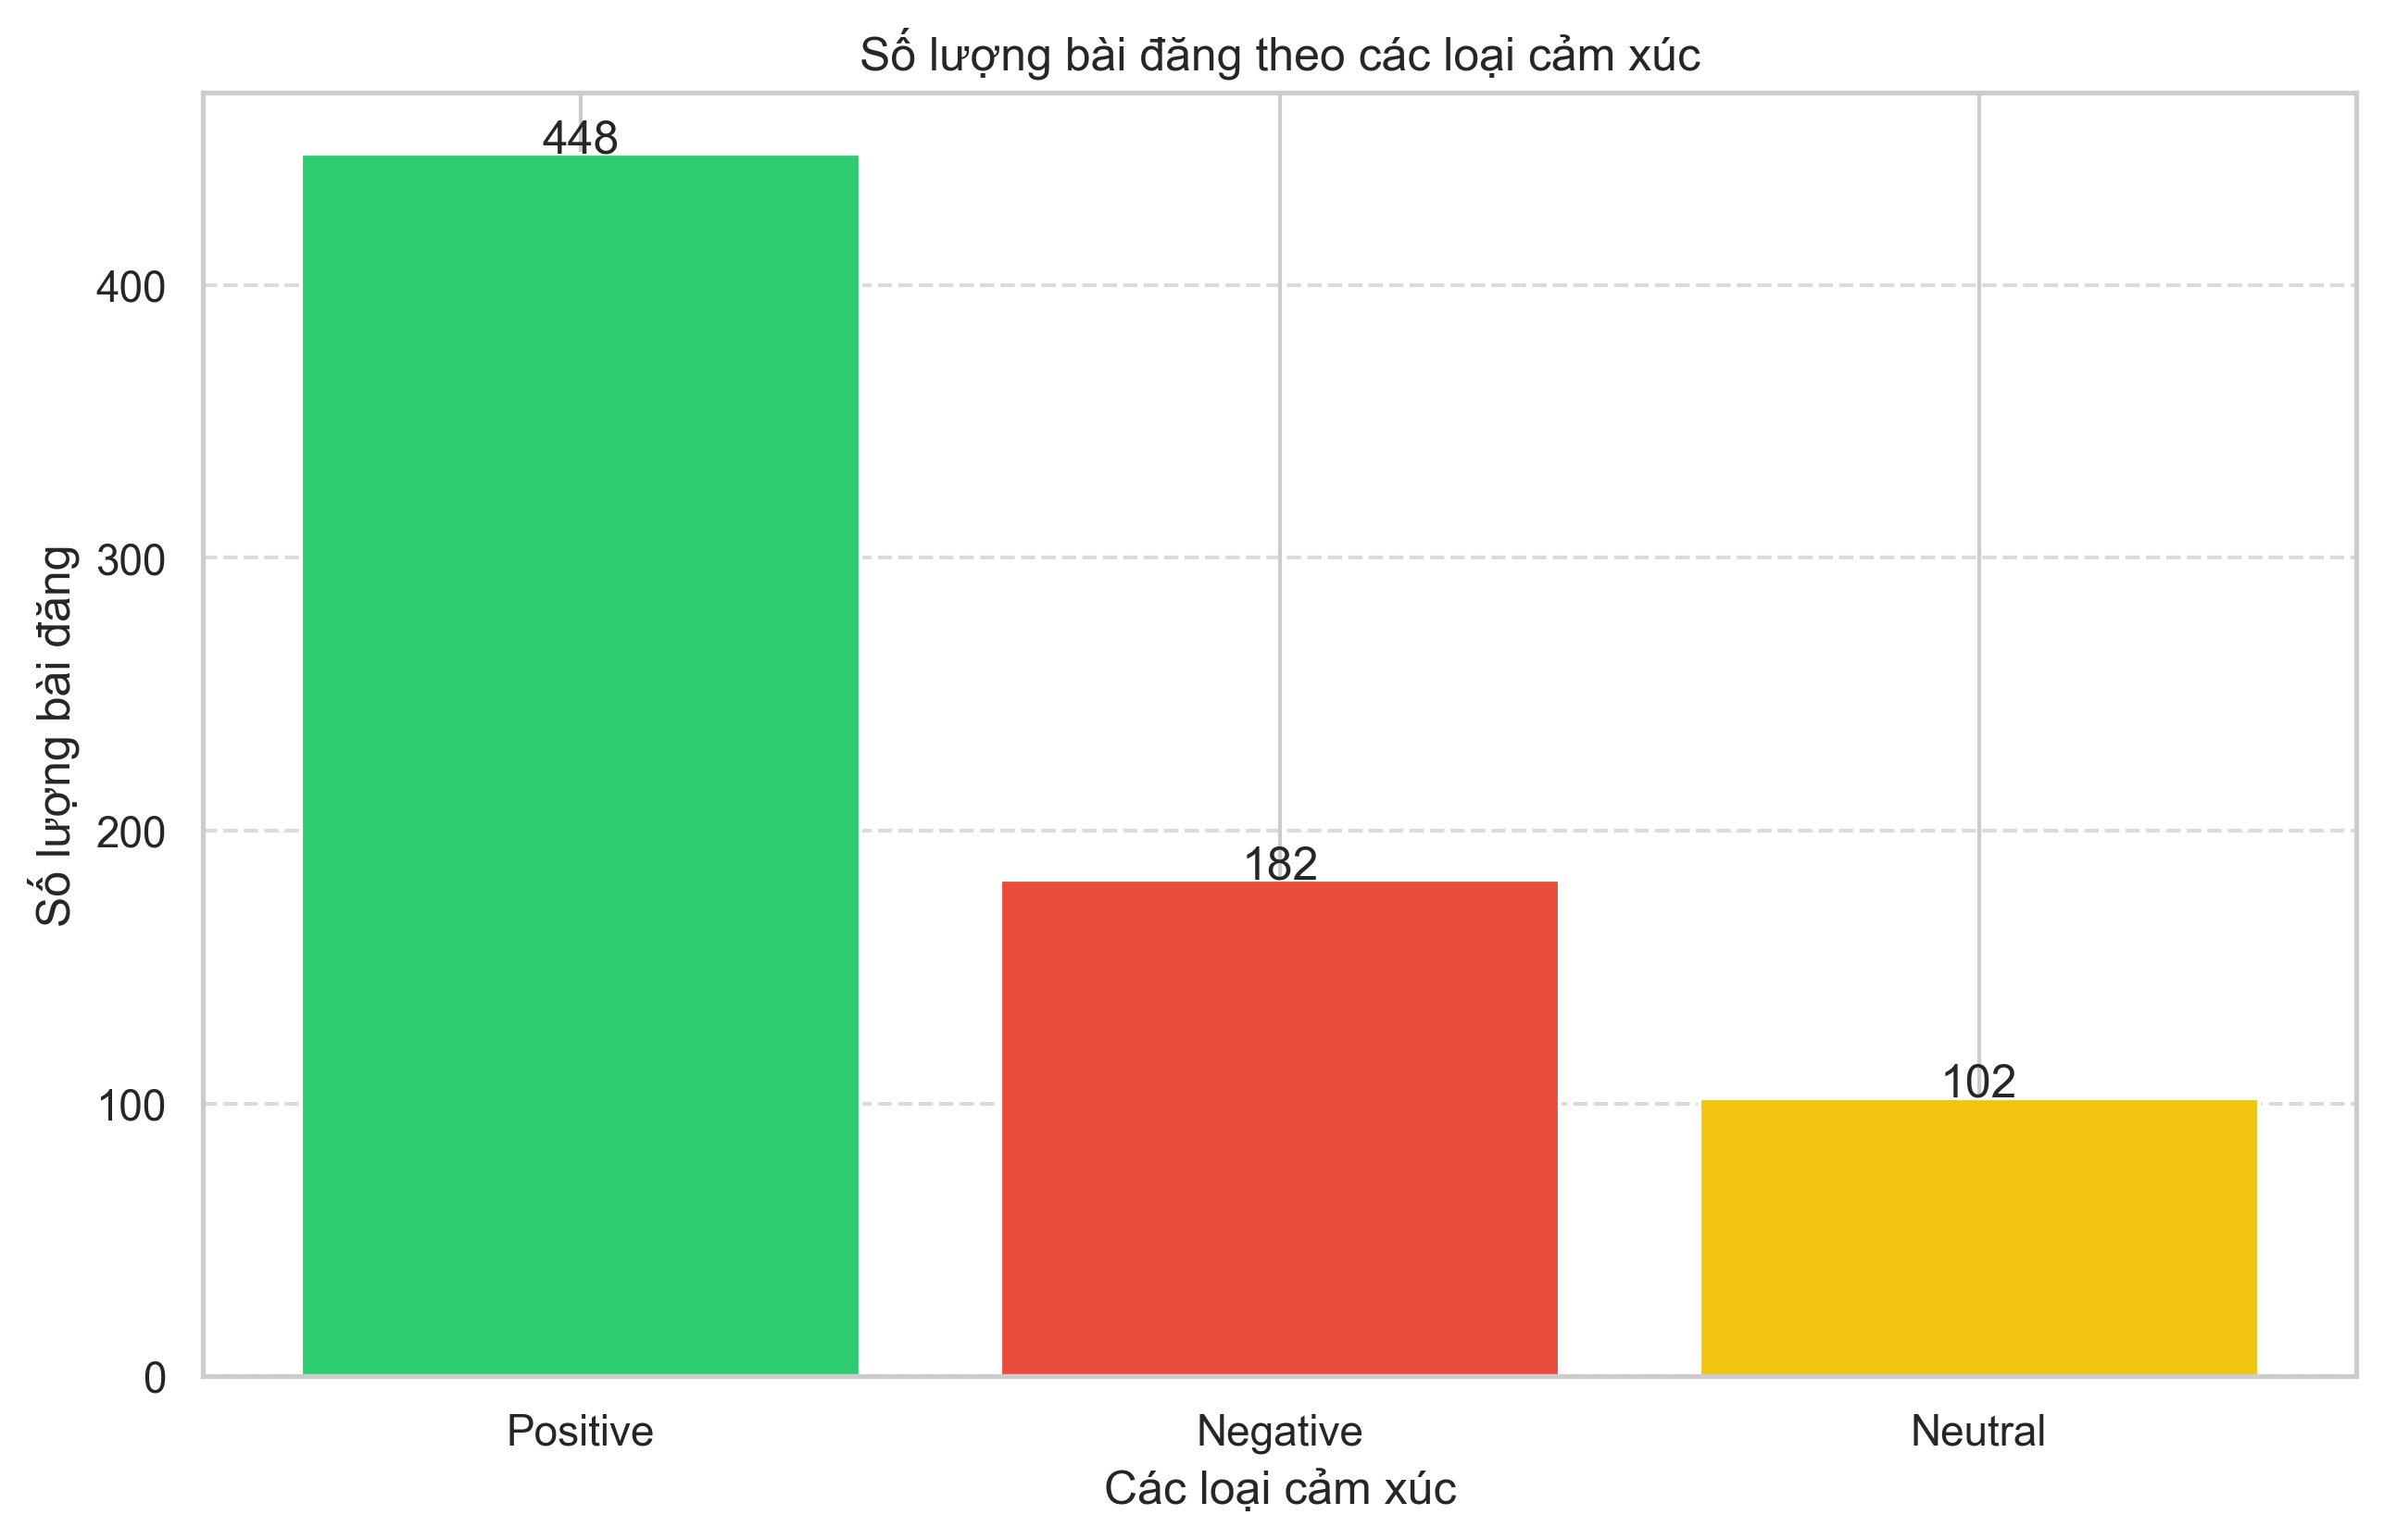 Số lượng bài đăng theo các loại cảm xúc
448
400
300
200
182
102
100
0
Số lượng bài đăng
Positive
Negative
Neutral
Các loại cảm xúc